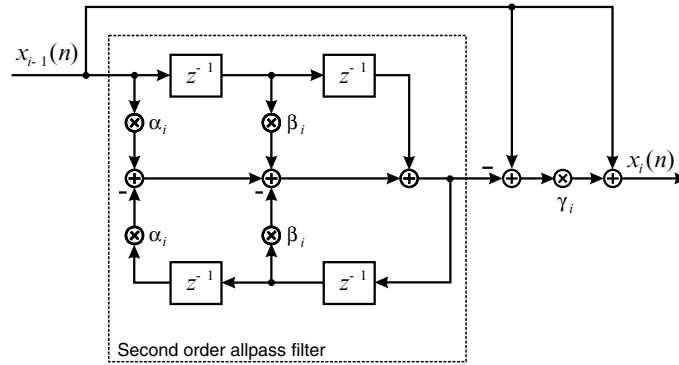 x_{i-1}(n)
z^{-1}
z^{-1}
α_i
β_i
x_i(n)
γ_i
α_i
β_i
z^{-1}
z^{-1}
Second order allpass filter